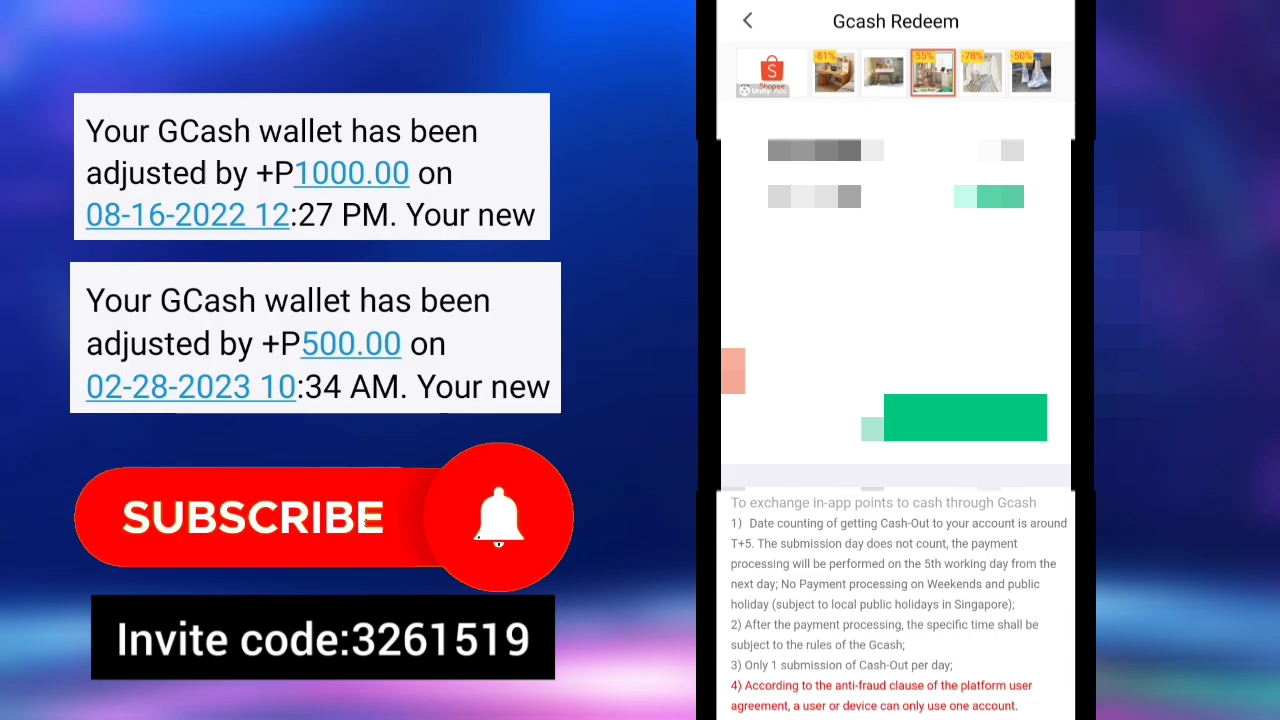 Your GCash wallet has been
adjusted by +P1000.00 on
08-16-2022 12:27 PM. Your new
Your GCash wallet has been
adjusted by +P500.00 on
02-28-2023 10:34 AM. Your new
SUBSCRIBE
Invite code:3261519
Gcash Redeem
Shopee
-81%
-55%
-78%
-50%
To exchange in-app points to cash through Gcash
1) Date counting of getting Cash-Out to your account is around
T+5. The submission day does not count, the payment
processing will be performed on the 5th working day from the
next day; No Payment processing on Weekends and public
holiday (subject to local public holidays in Singapore);
2) After the payment processing, the specific time shall be
subject to the rules of the Gcash;
3) Only 1 submission of Cash-Out per day;
4) According to the anti-fraud clause of the platform user
agreement, a user or device can only use one account.